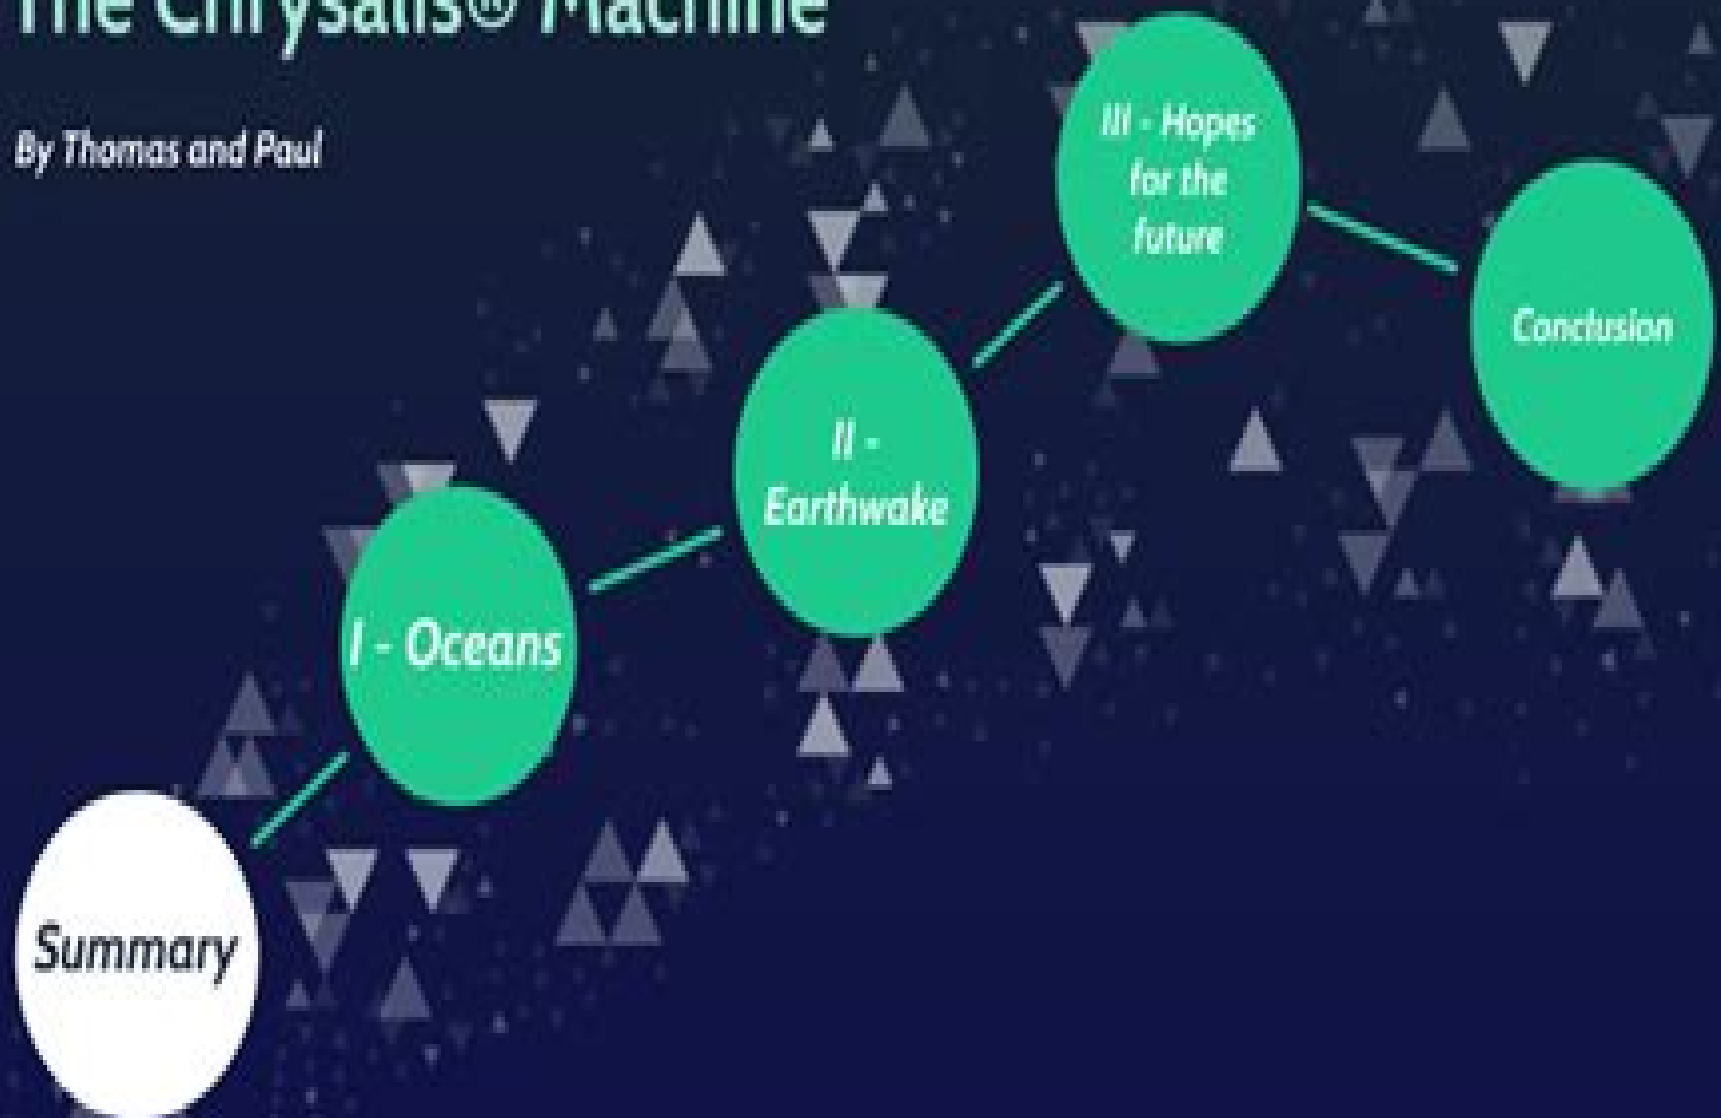 The Chrysalis® Machine
By Thomas and Paul
III - Hopes
for the
future
Conclusion
II -
Earthwake
I - Oceans
Summary